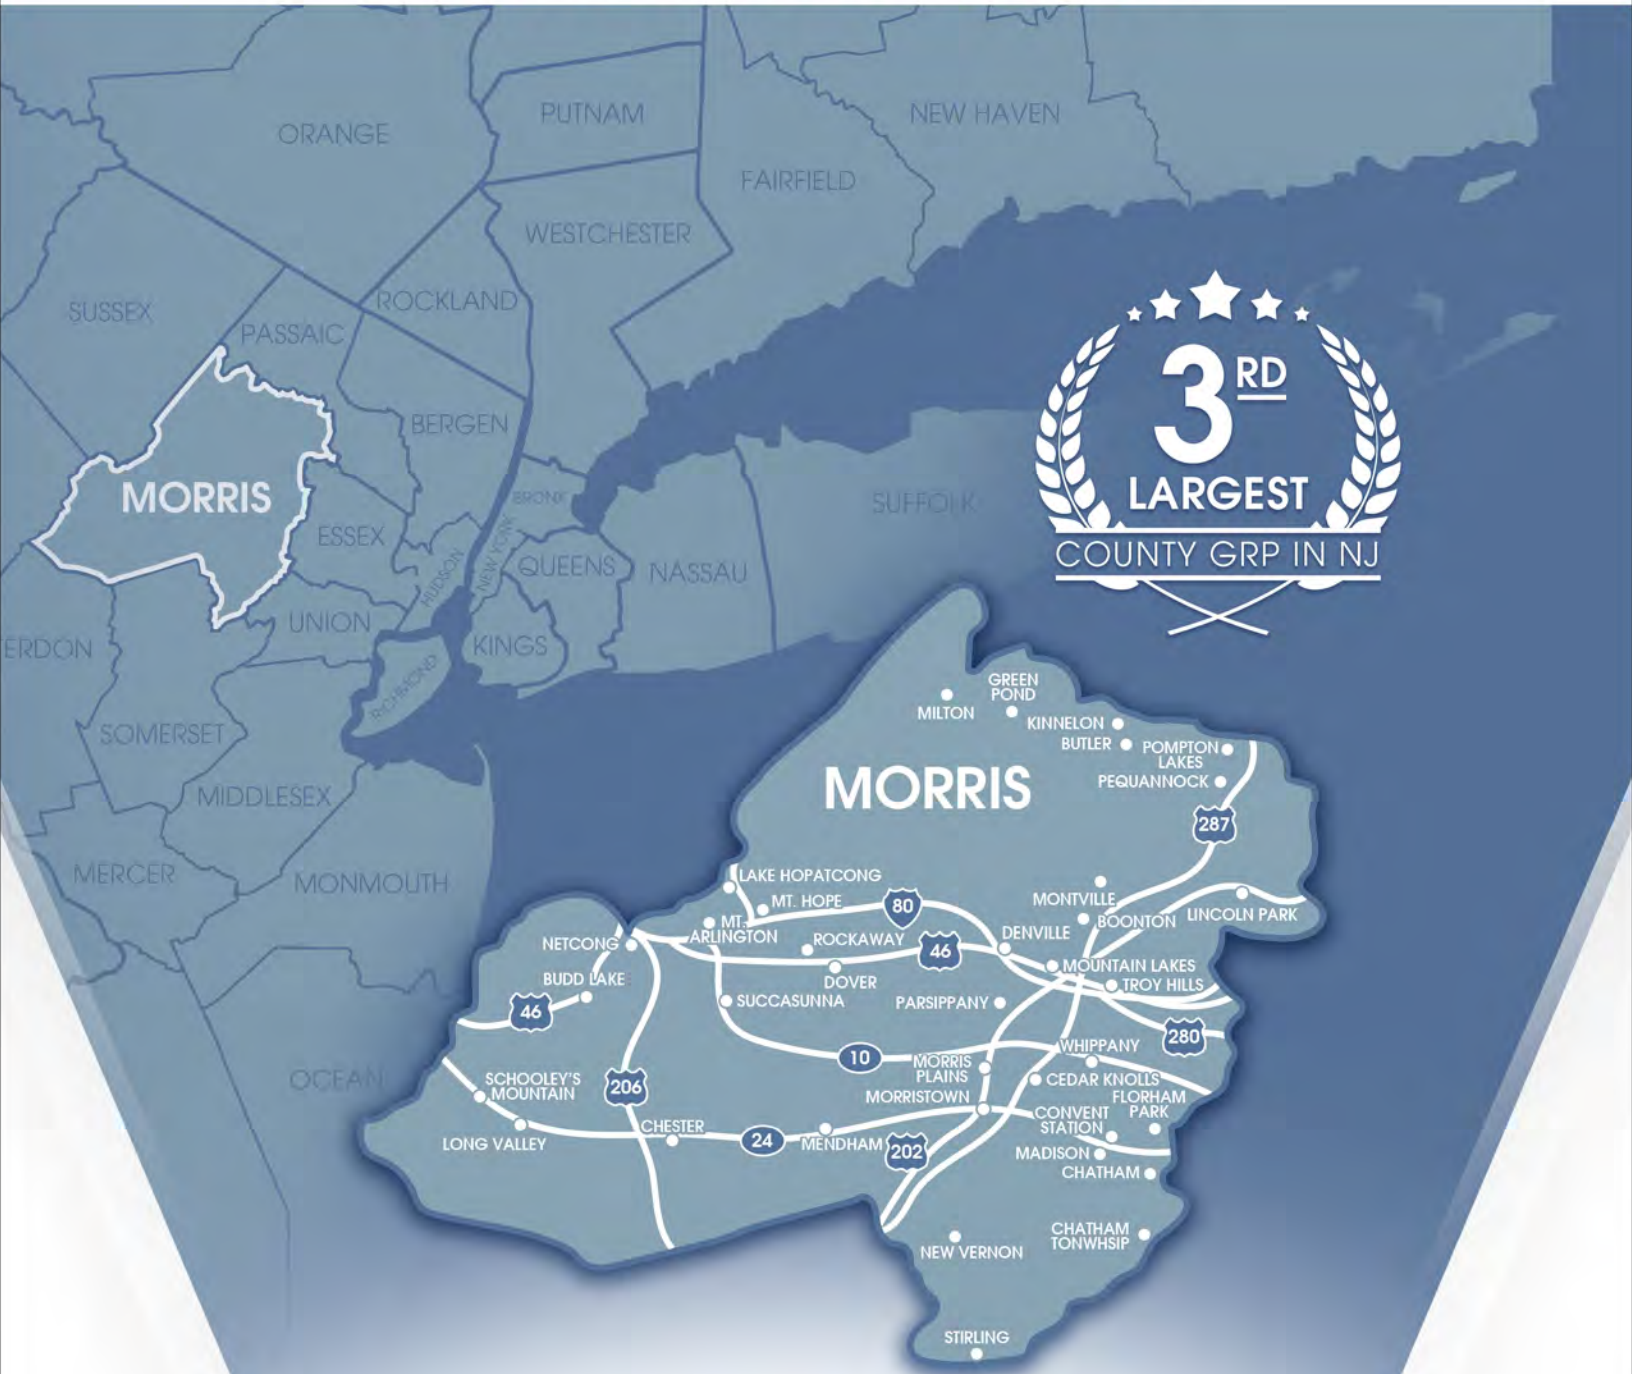 PUTNAM
NEW HAVEN
ORANGE
FAIRFIELD
WESTCHESTER
ROCKLAND
SUSSEX
PASSAIC
BERGEN
MORRIS
BRONX
NEW YORK
ESSEX
HUDSON
QUEENS
NASSAU
SUFFOLK
UNION
KINGS
ERDON
RICHMOND
SOMERSET
MIDDLESEX
MERCER
MONMOUTH
OCEAN
3RD
LARGEST
COUNTY GRP IN NJ
GREEN
POND
MILTON
KINNELON
BUTLER
POMPTON
LAKES
PEQUANNOCK
MORRIS
287
LAKE HOPATCONG
MT. HOPE
80
MONTVILLE
LINCOLN PARK
MT.
ARLINGTON
BOONTON
DENVILLE
NETCONG
ROCKAWAY
46
MOUNTAIN LAKES
BUDD LAKE
DOVER
TROY HILLS
SUCCASUNNA
PARSIPPANY
46
280
10
WHIPPANY
MORRIS
PLAINS
SCHOOLEY'S
MOUNTAIN
206
CEDAR KNOLLS
MORRISTOWN
FLORHAM
PARK
CONVENT
STATION
CHESTER
LONG VALLEY
24
MENDHAM
202
MADISON
CHATHAM
CHATHAM
TONWHSIP
NEW VERNON
STIRLING